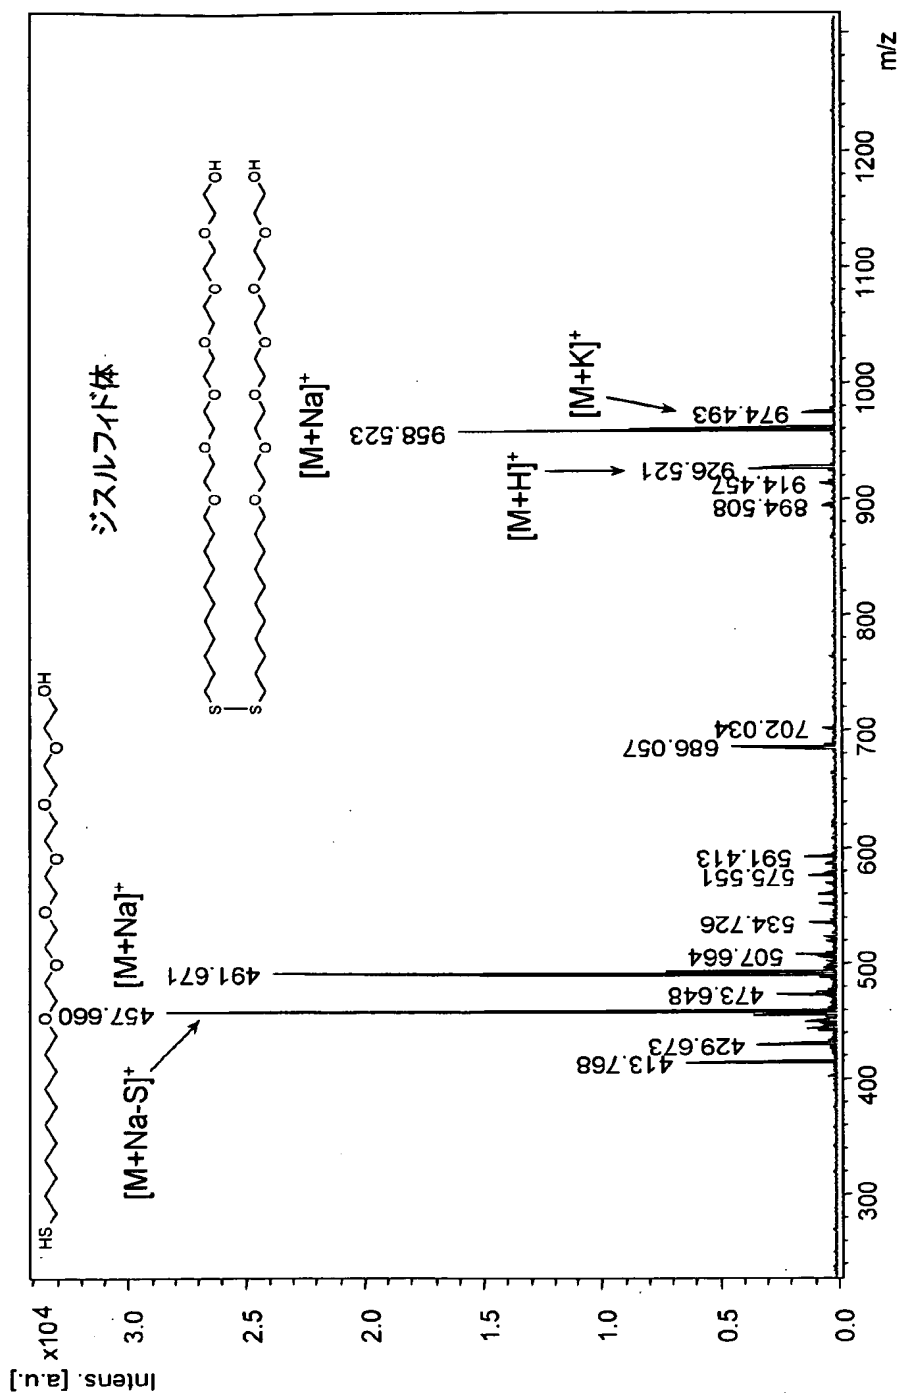 Intens. [a.u.]
x10⁴
3.0
2.5
2.0
1.5
1.0
0.5
0.0
HS
O
O
O
O
O
O
OH
ジスルフィド体
S
S
O
O
O
O
O
O
OH
O
O
O
O
O
O
OH
[M+Na-S]⁺
[M+Na]⁺
[M+Na]⁺
[M+H]⁺
[M+K]⁺
413.768
429.673
457.660
473.648
491.671
507.664
534.726
575.551
591.413
686.057
702.034
894.508
914.457
926.521
958.523
974.493
300
400
500
600
700
800
900
1000
1100
1200
m/z